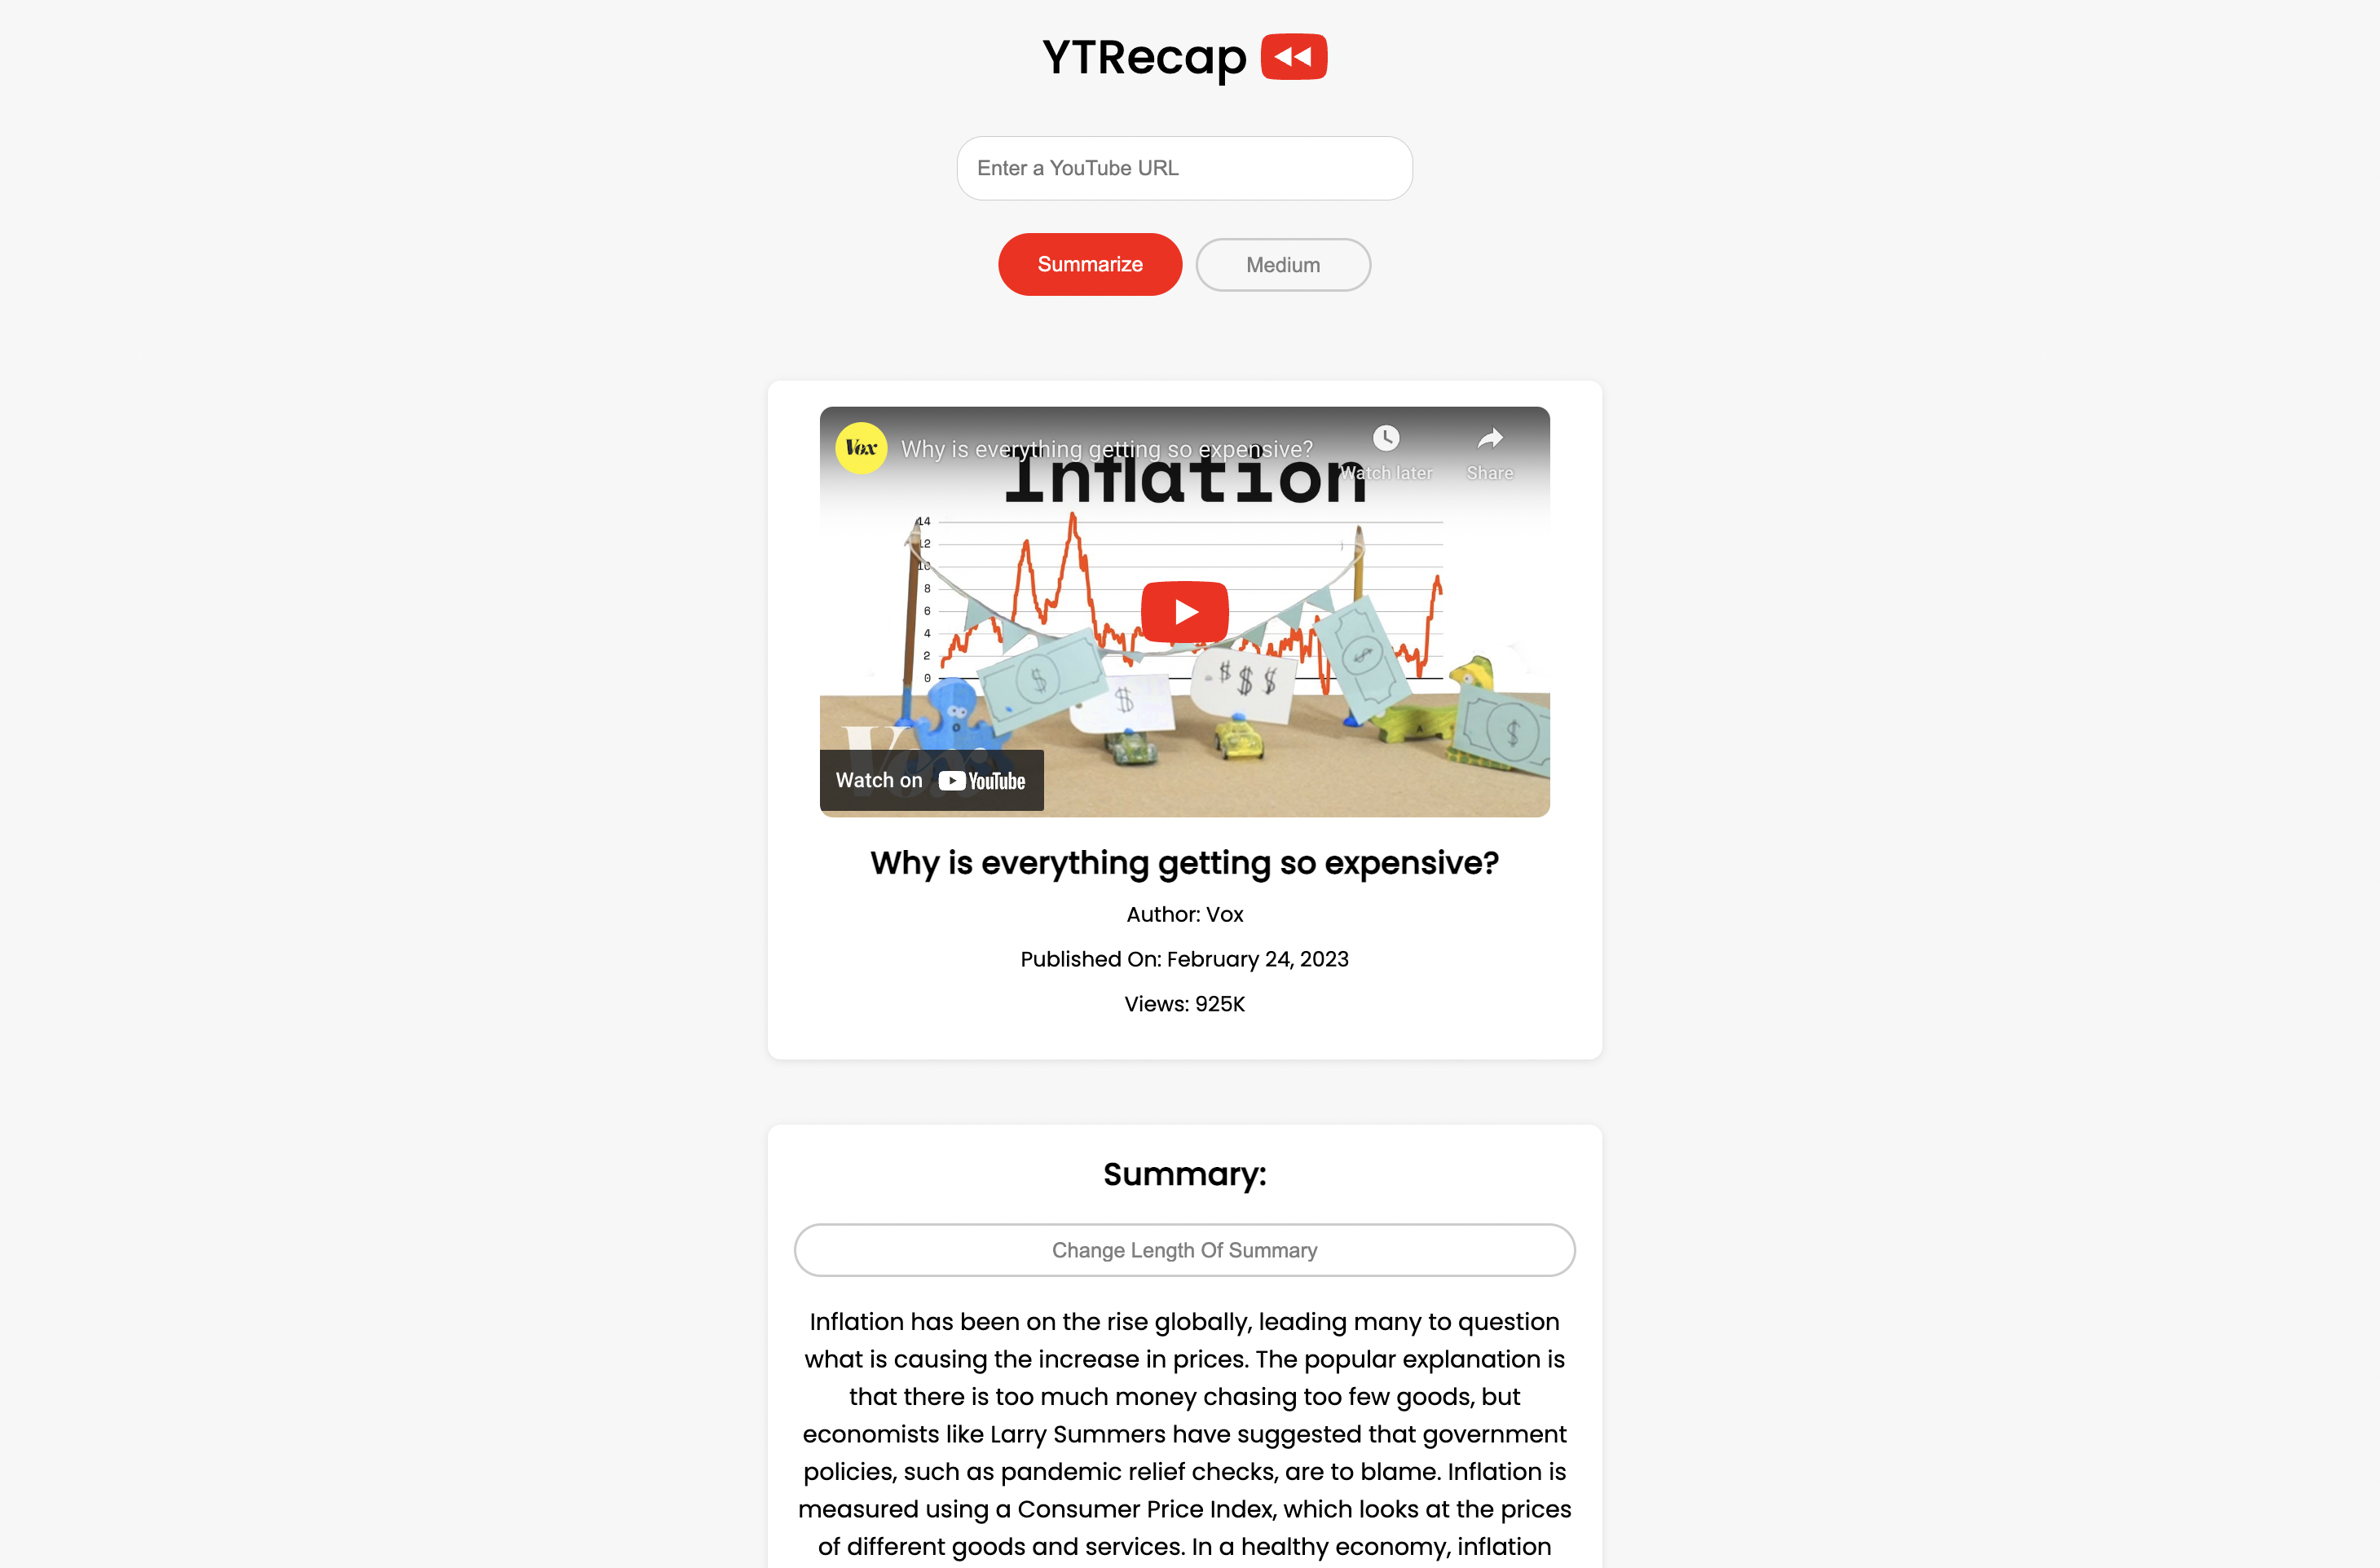 YTRecap
Enter a YouTube URL
Summarize
Medium
Vox
Why is everything getting so expensive?
Watch later
Share
Inflation
14
12
10
8
6
4
2
0
$
$
$ $ $
$
$
Vox
Watch on YouTube
Why is everything getting so expensive?
Author: Vox
Published On: February 24, 2023
Views: 925K
Summary:
Change Length Of Summary
Inflation has been on the rise globally, leading many to question
what is causing the increase in prices. The popular explanation is
that there is too much money chasing too few goods, but
economists like Larry Summers have suggested that government
policies, such as pandemic relief checks, are to blame. Inflation is
measured using a Consumer Price Index, which looks at the prices
of different goods and services. In a healthy economy, inflation